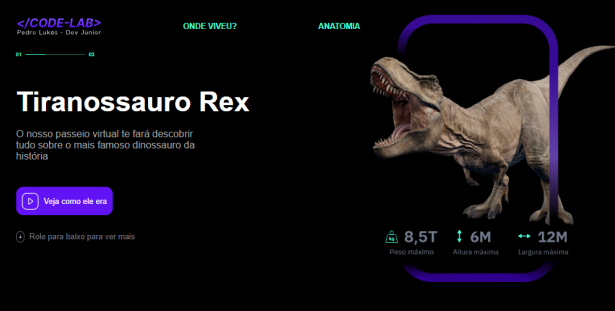 </CODE-LAB>
Pedro Lukas - Dev Júnior
ONDE VIVEU?
ANATOMIA
01
03
Tiranossauro Rex
O nosso passeio virtual te fará descobrir
tudo sobre o mais famoso dinossauro da
história
Veja como ele era
Role para baixo para ver mais
kg
8,5T
6M
12M
Peso máximo
Altura máxima
Largura máxima